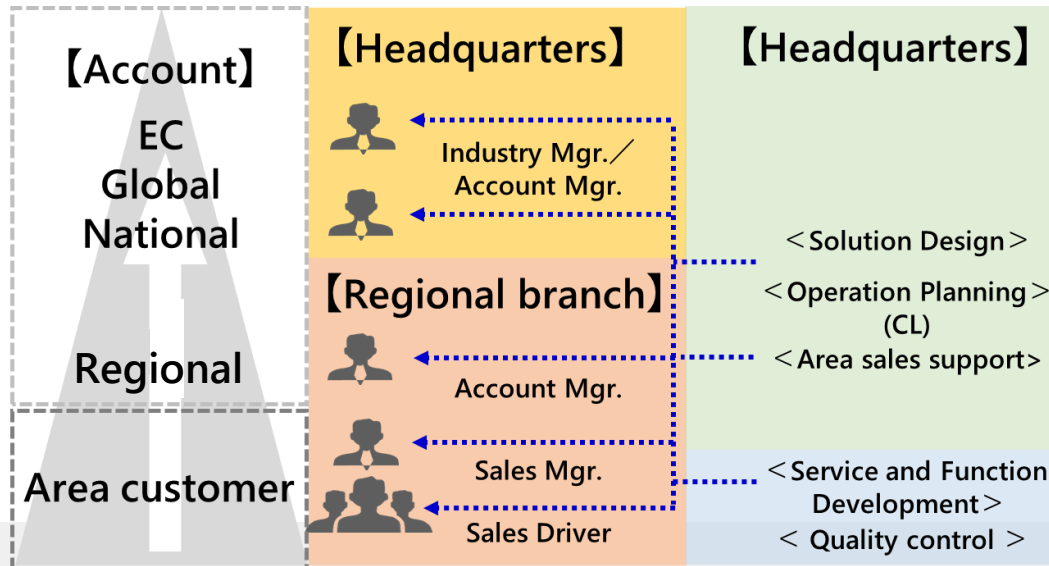 【Account】
EC
Global
National
Regional
Area customer
【Headquarters】
Industry Mgr.／
Account Mgr.
【Regional branch】
Account Mgr.
Sales Mgr.
Sales Driver
【Headquarters】
＜Solution Design＞
＜Operation Planning＞
(CL)
＜Area sales support>
＜Service and Function
Development＞
＜ Quality control ＞